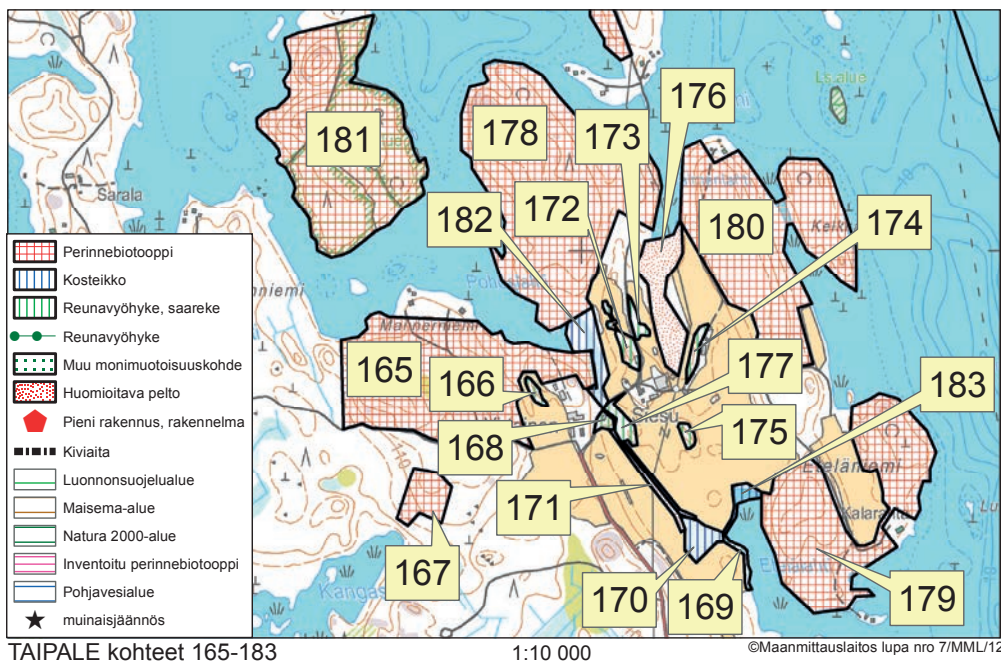 181
178
173
176
172
182
180
174
Ls.alue
Sarala
165
166
168
177
175
183
171
167
170
169
179
Mannerniemi
Eteläniemi
110
Perinnebiotooppi
Kosteikko
Reunavyöhyke, saareke
Reunavyöhyke
Muu monimuotoisuuskohde
Huomioitava pelto
Pieni rakennus, rakennelma
Kiviaita
Luonnonsuojelualue
Maisema-alue
Natura 2000-alue
Inventoitu perinnebiotooppi
Pohjavesialue
muinaisjäännös
TAIPALE kohteet 165-183
1:10 000
©Maanmittauslaitos lupa nro 7/MML/12